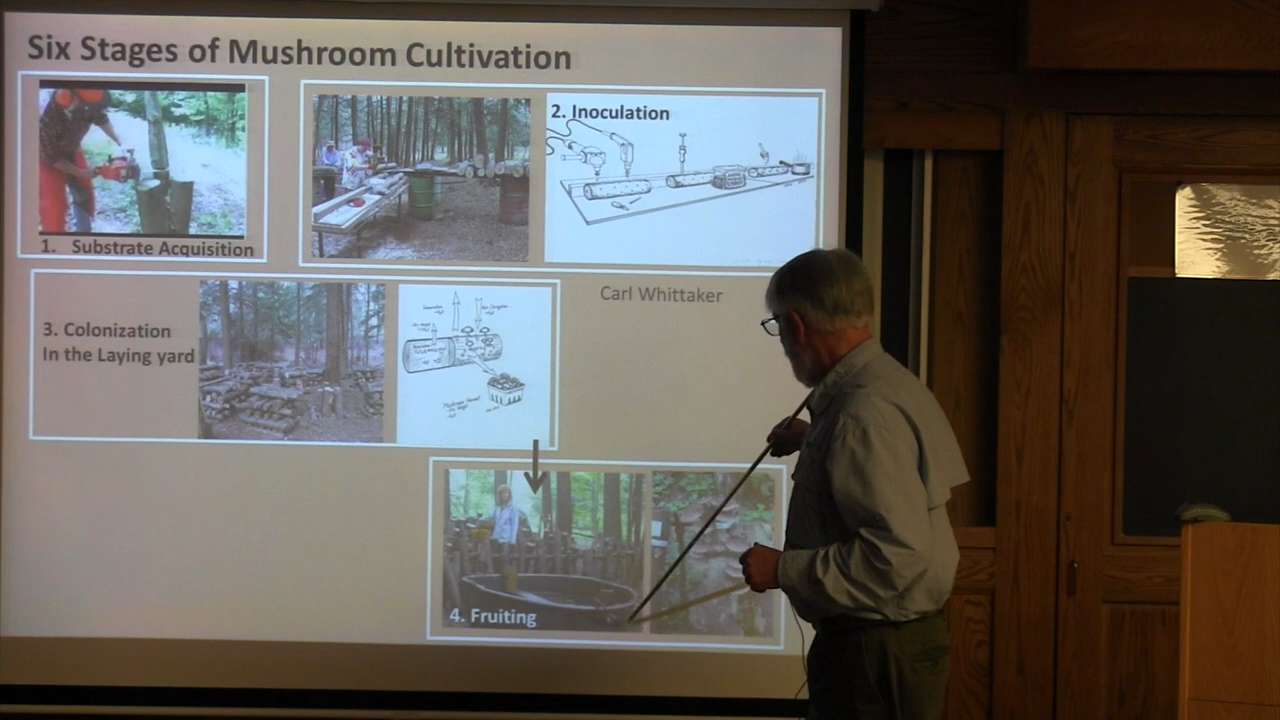 Six Stages of Mushroom Cultivation
1. Substrate Acquisition
2. Inoculation
Carl Whittaker
3. Colonization
In the Laying yard
4. Fruiting